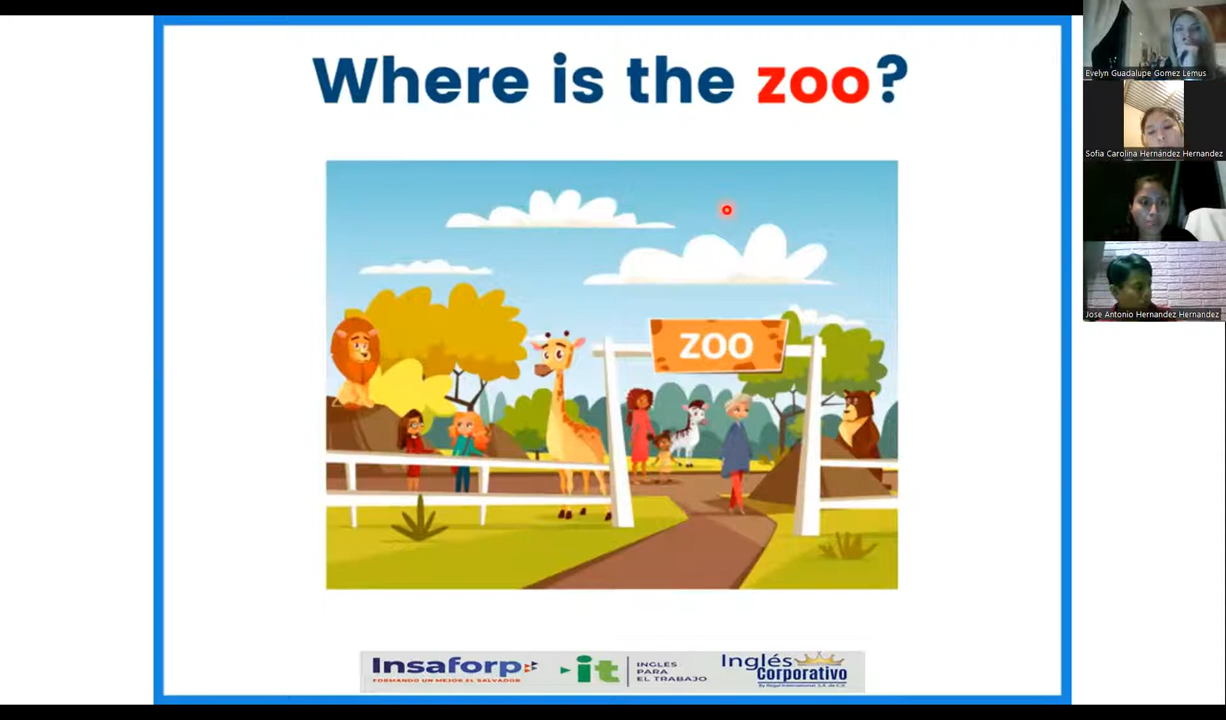 Where is the zoo?
ZOO
Insaforp
FORMANDO UN MEJOR EL SALVADOR
it
INGLÉS
PARA
EL TRABAJO
Inglés
Corporativo
Evelyn Guadalupe Gomez Lemus
Sofia Carolina Hernández Hernandez
Jose Antonio Hernandez Hernandez